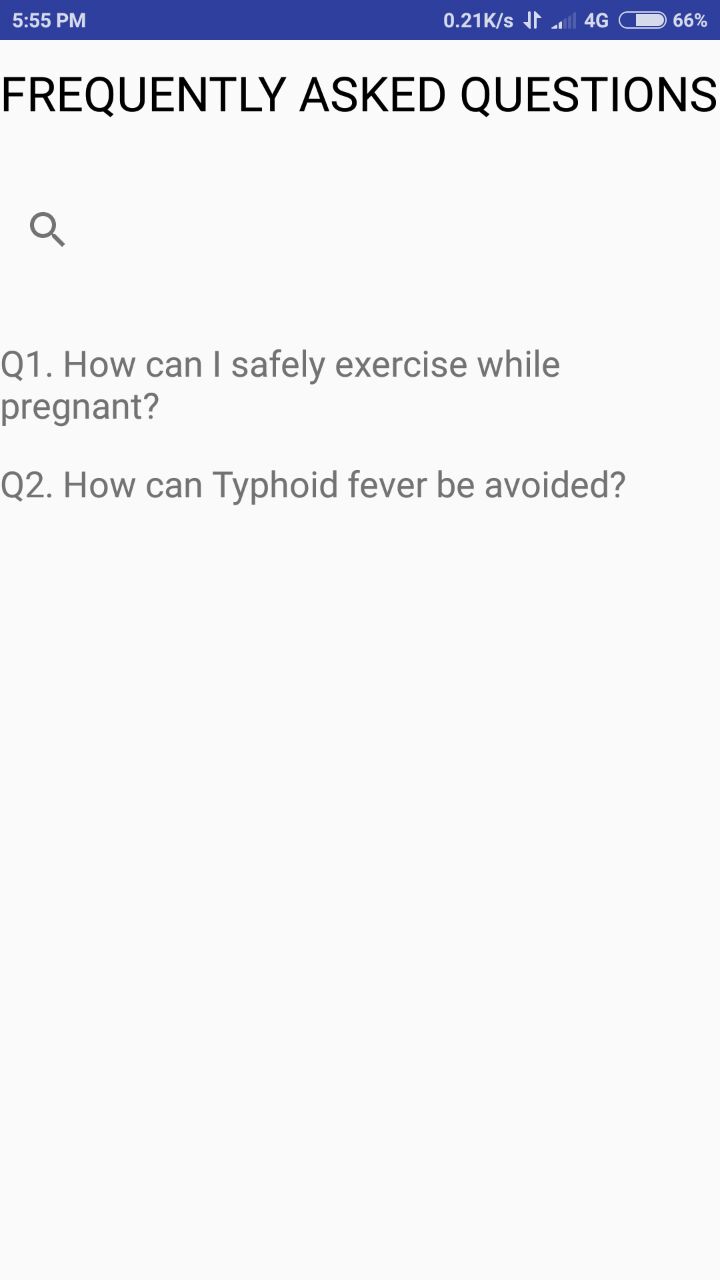 5:55 PM 0.21K/s 4G 66%
FREQUENTLY ASKED QUESTIONS
Q1. How can I safely exercise while
pregnant?
Q2. How can Typhoid fever be avoided?